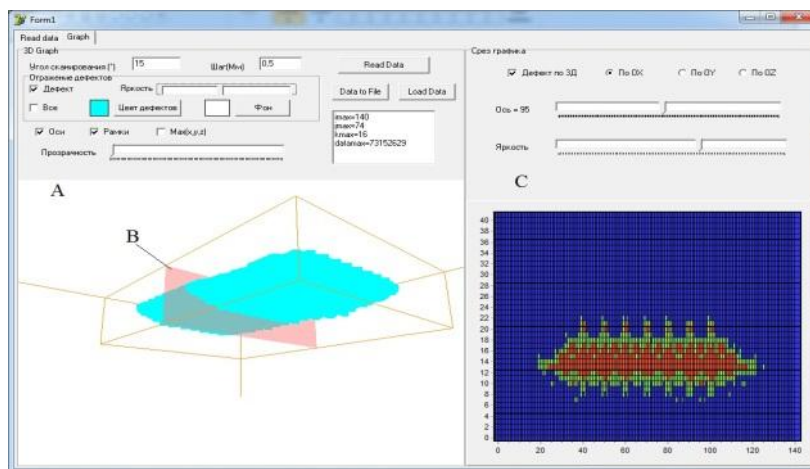 Form1
Read data Graph
3D Graph
Угол сканирования (°) 15 Шаг(Мм) 0,5
Отражение дефектов
Дефект Яркость
Все Цвет дефектов Фон
Оси Рамки Max(x,y,z)
Прозрачность
Read Data
Data to File Load Data
imax=140
jmax=74
kmax=16
datamax=73152629
A
B
Срез графика
Дефект по 3Д По ОХ По ОУ По OZ
Ось = 95
Яркость
C
40
38
36
34
32
30
28
26
24
22
20
18
16
14
12
10
8
6
4
2
0
0 20 40 60 80 100 120 140